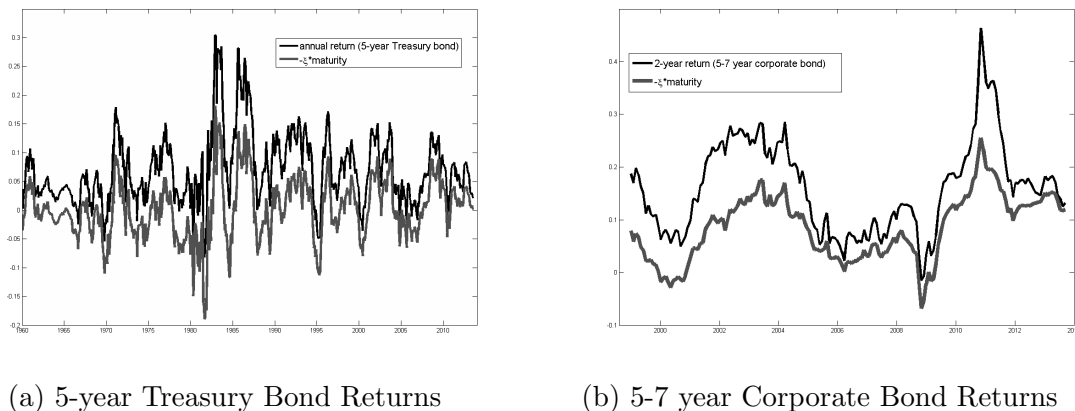 0.3
0.25
0.2
0.15
0.1
0.05
0
-0.05
-0.1
-0.15
-0.2
1960 1965 1970 1975 1980 1985 1990 1995 2000 2005 2010
annual return (5-year Treasury bond)
-ξ*maturity
0.4
0.3
0.2
0.1
0
-0.1
2000 2002 2004 2006 2008 2010 2012 201
2-year return (5-7 year corporate bond)
-ξ*maturity
(a) 5-year Treasury Bond Returns
(b) 5-7 year Corporate Bond Returns